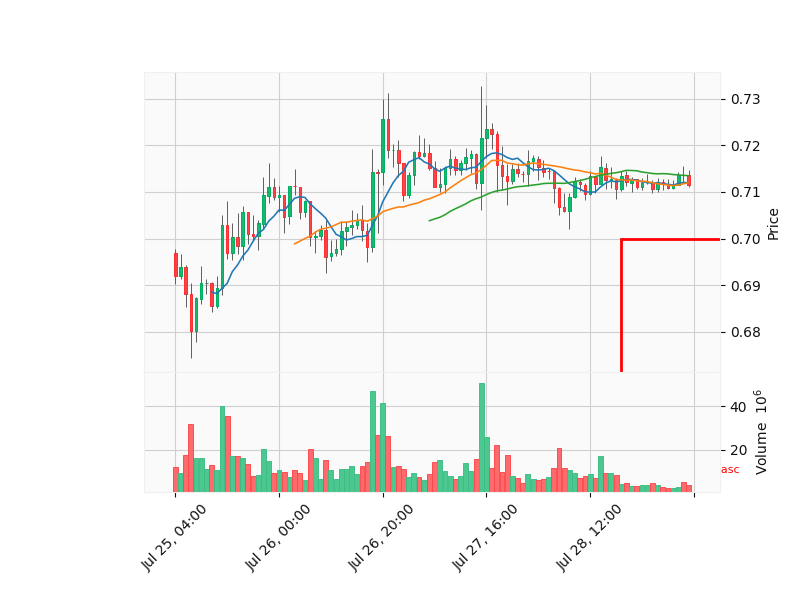 0.73
0.72
0.71
0.70
0.69
0.68
Price
40
20
Volume 10^6
asc
Jul 25, 04:00
Jul 26, 00:00
Jul 26, 20:00
Jul 27, 16:00
Jul 28, 12:00